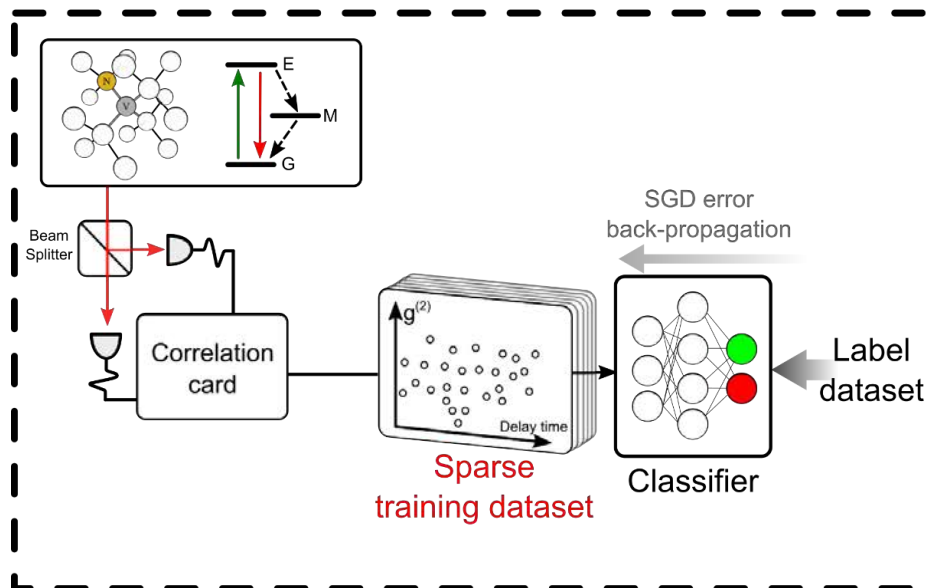 N
V
E
M
G
Beam
Splitter
SGD error
back-propagation
g(2)
Correlation
card
Label
dataset
Delay time
Sparse
training dataset
Classifier